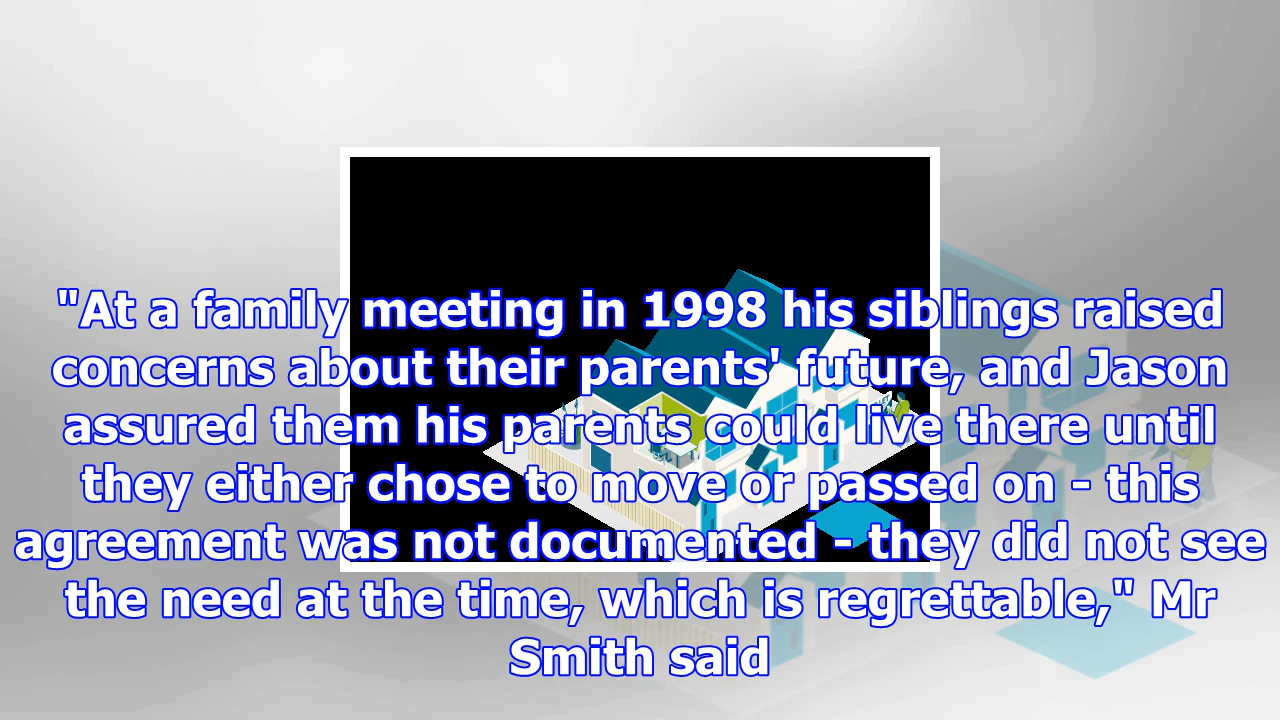 "At a family meeting in 1998 his siblings raised
concerns about their parents' future, and Jason
assured them his parents could live there until
they either chose to move or passed on - this
agreement was not documented - they did not see
the need at the time, which is regrettable," Mr
Smith said